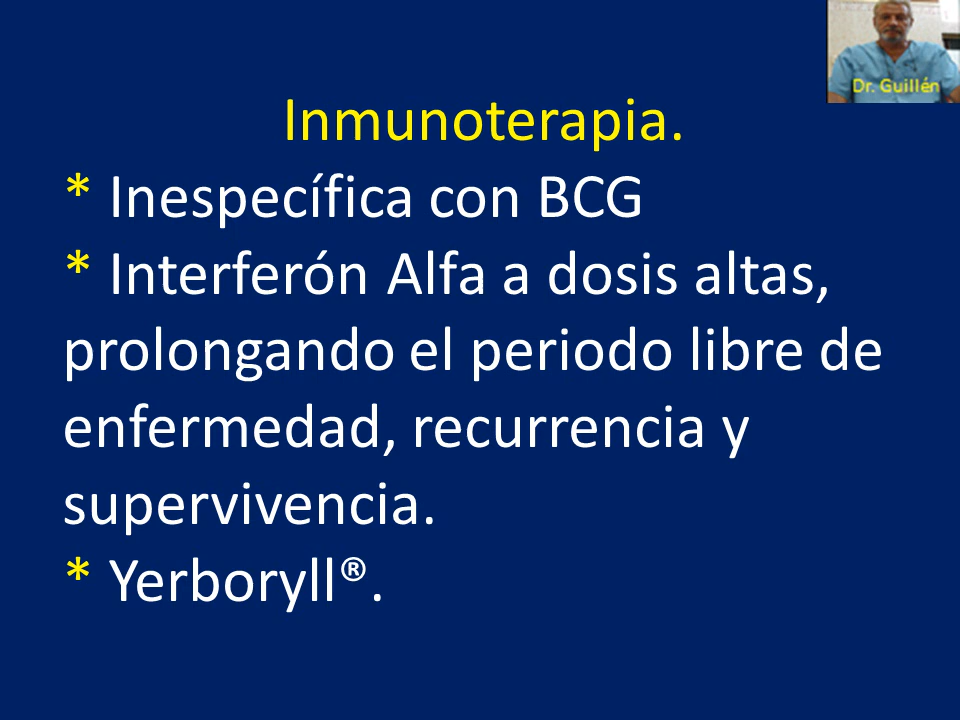 Dr. Guillén
Inmunoterapia.
* Inespecífica con BCG
* Interferón Alfa a dosis altas,
prolongando el periodo libre de
enfermedad, recurrencia y
supervivencia.
* Yerboryll®.